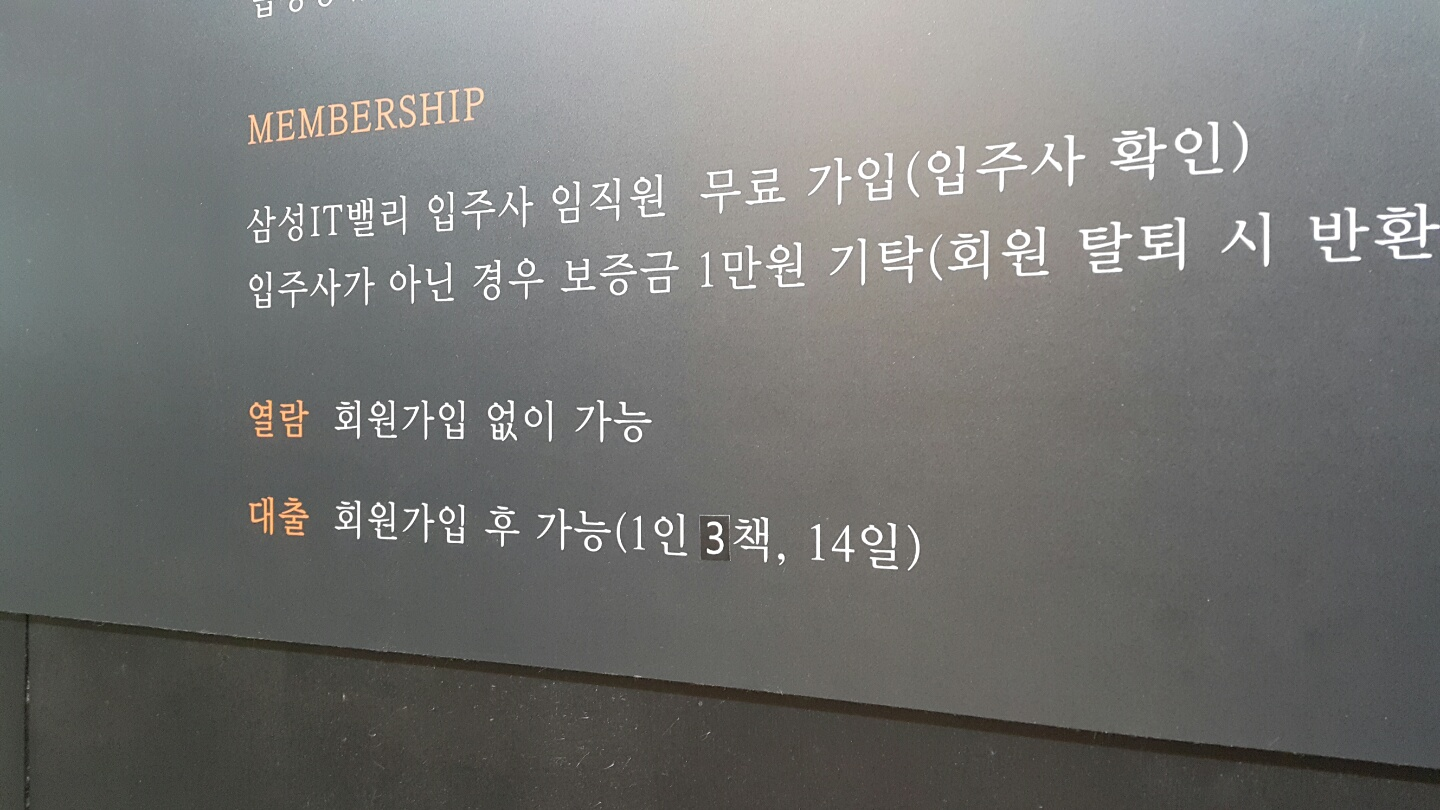 MEMBERSHIP
삼성IT밸리 입주사 임직원 무료 가입(입주사 확인)
입주사가 아닌 경우 보증금 1만원 기탁(회원 탈퇴 시 반환
열람 회원가입 없이 가능
대출 회원가입 후 가능(1인 3책, 14일)